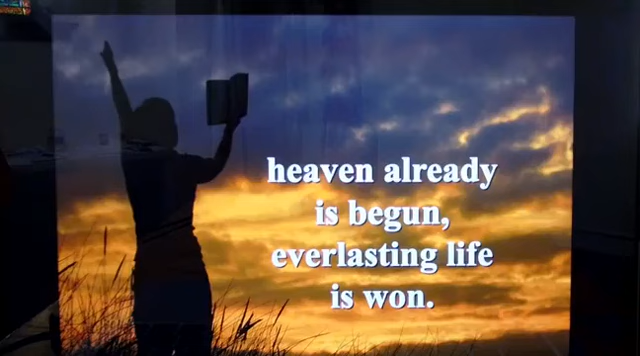 heaven already
is begun,
everlasting life
is won.